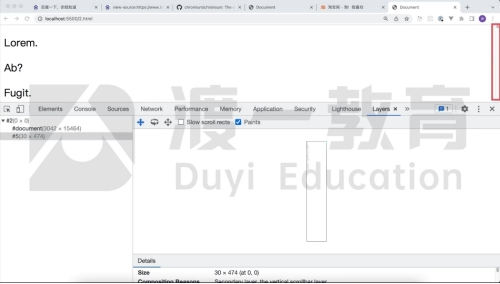 百度一下，你就知道
new-source:https://www.l
chromium/chromium: The
Document
淘宝网 - 淘！我喜欢
Document
localhost:5500/2.html
Lorem.
Ab?
Fugit.
Elements Console Sources Network Performance Memory Application Security Lighthouse Layers
1
#2(0 × 0)
#document(3042 × 15464)
#5(30 × 474)
Slow scroll rects
Paints
渡一教育
Duyi Education
Details
Size 30 × 474 (at 0, 0)
Compositing Reasons Secondary layer, the vertical scrollbar layer